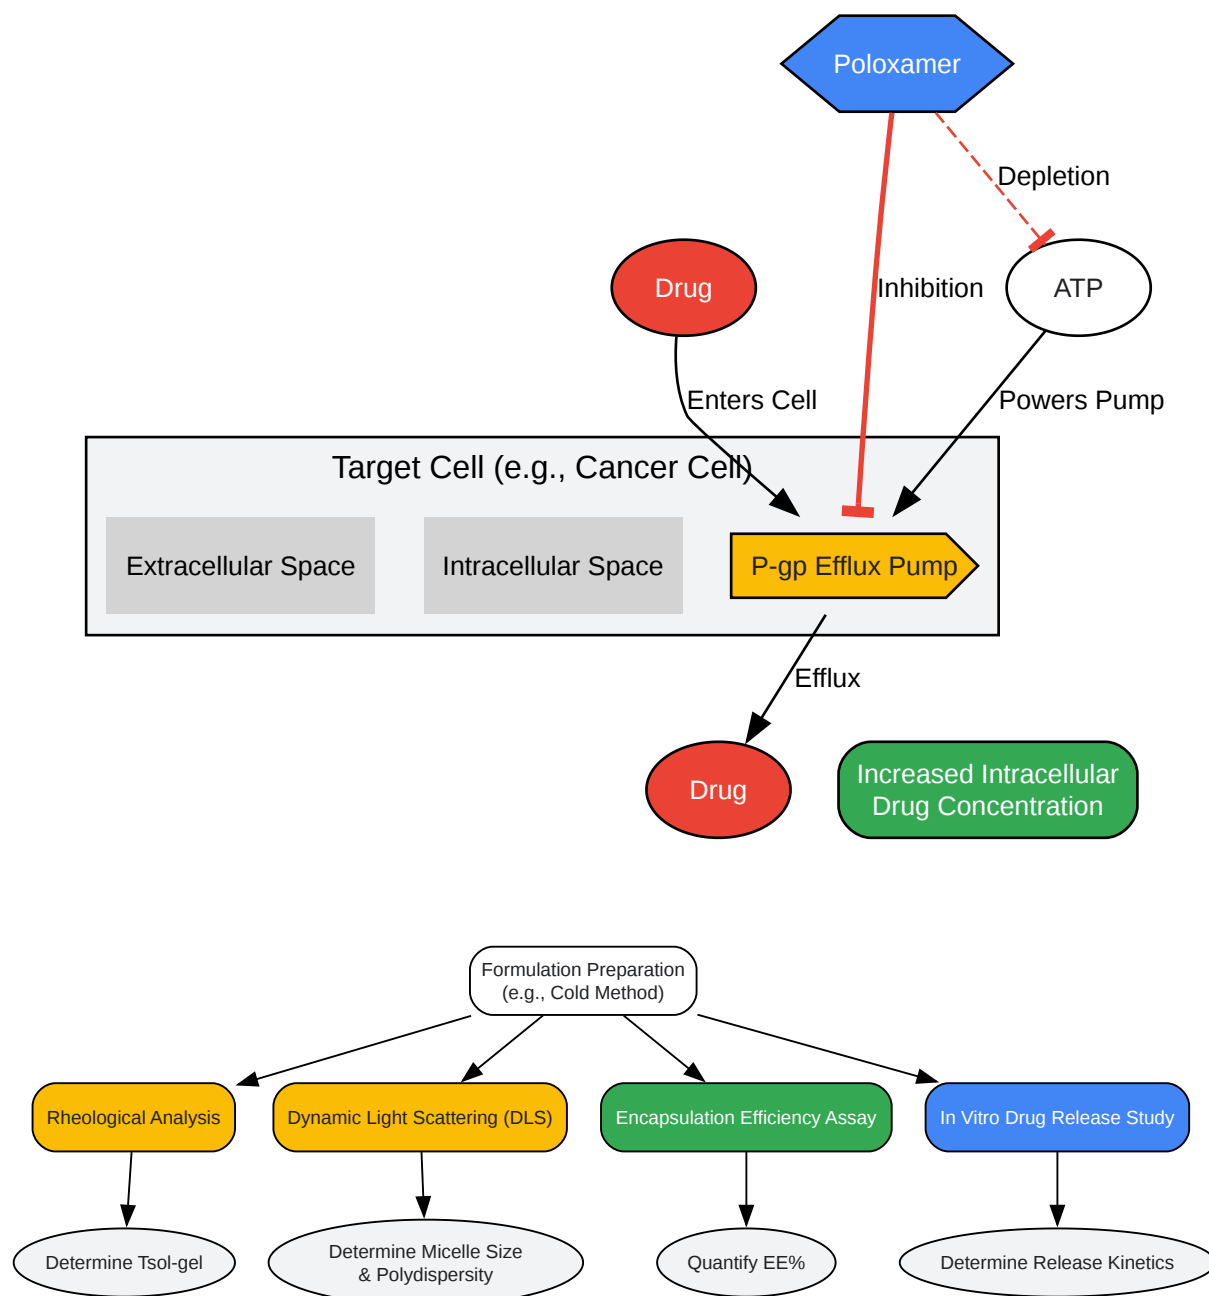 Poloxamer
Depletion
Drug
Inhibition
ATP
Enters Cell
Powers Pump
Target Cell (e.g., Cancer Cell)
Extracellular Space
Intracellular Space
P-gp Efflux Pump
Efflux
Drug
Increased Intracellular
Drug Concentration
Formulation Preparation
(e.g., Cold Method)
Rheological Analysis
Dynamic Light Scattering (DLS)
Encapsulation Efficiency Assay
In Vitro Drug Release Study
Determine Tsol-gel
Determine Micelle Size
& Polydispersity
Quantify EE%
Determine Release Kinetics